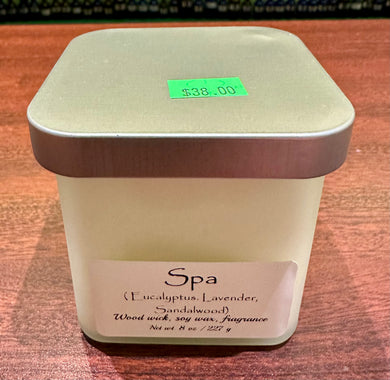 $38.00
Spa
(Eucalyptus. Lavender,
Sandalwood)
Wood wick, soy wax, fragrance
Net wt 8 oz / 227 g